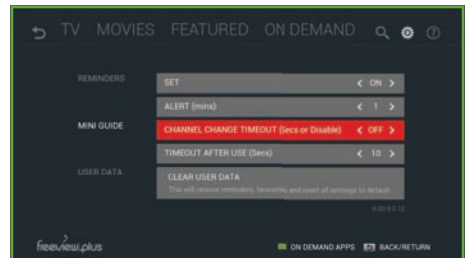 TV MOVIES FEATURED ON DEMAND
REMINDERS
SET ON
ALERT (minx) 1
MINI GUIDE
CHANNEL CHANGE TIMEOUT (Secs or Disable) OFF
TIMEOUT AFTER USE (Secs) 10
USER DATA
CLEAR USER DATA
This will remove reminders, favourites and reset all settings to default.
freeview.plus
ON DEMAND APPS BACK/RETURN